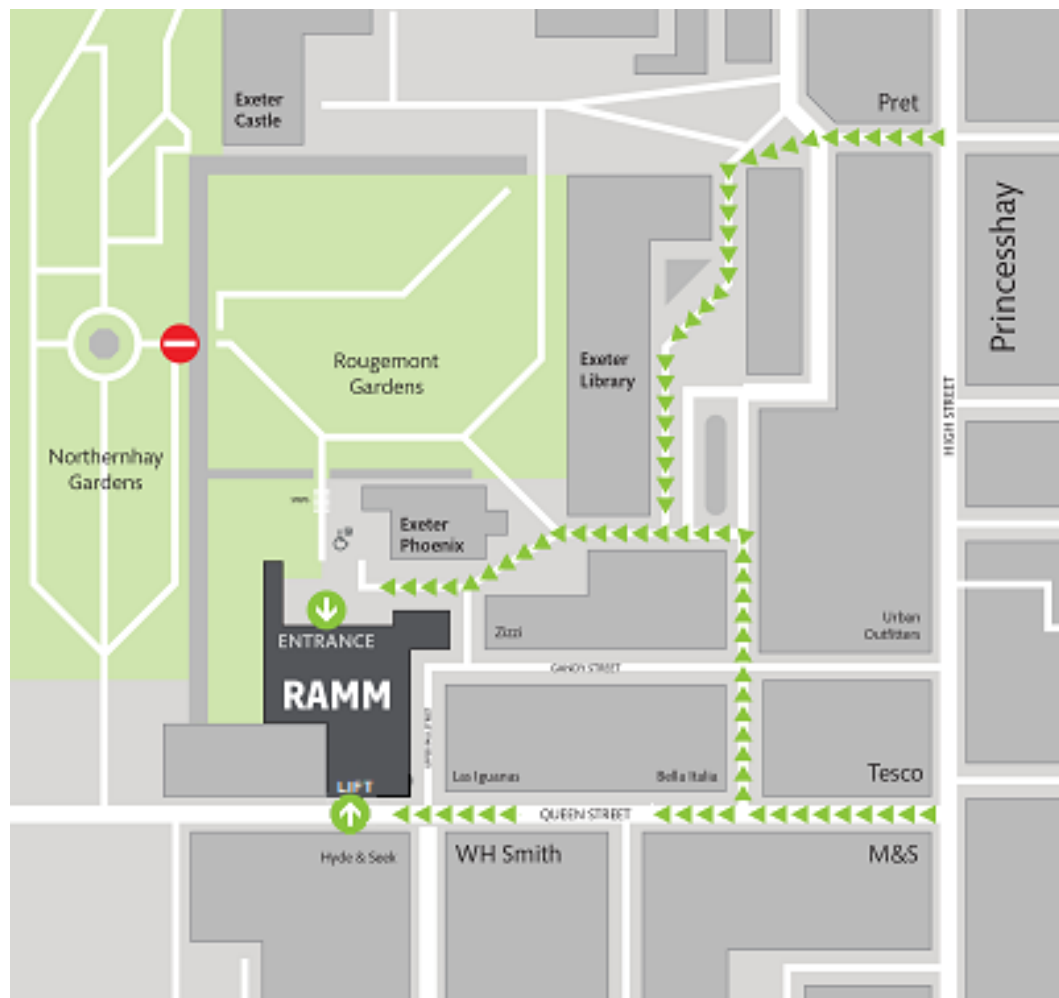 Exeter
Castle
Pret
Princesshay
Rougemont
Gardens
Exeter
Library
HIGH STREET
Northernhay
Gardens
Exeter
Phoenix
ENTRANCE
Zizzi
Urban
Outfitters
GANDY STREET
RAMM
Las Iguanas
Bella Italia
Tesco
LIFT
QUEEN STREET
Hyde & Seek
WH Smith
M&S